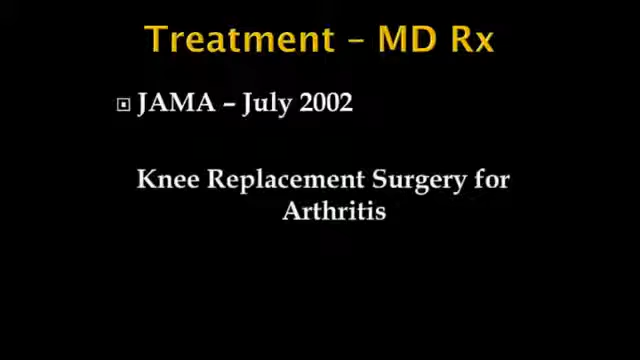 Treatment – MD Rx
JAMA – July 2002
Knee Replacement Surgery for
Arthritis